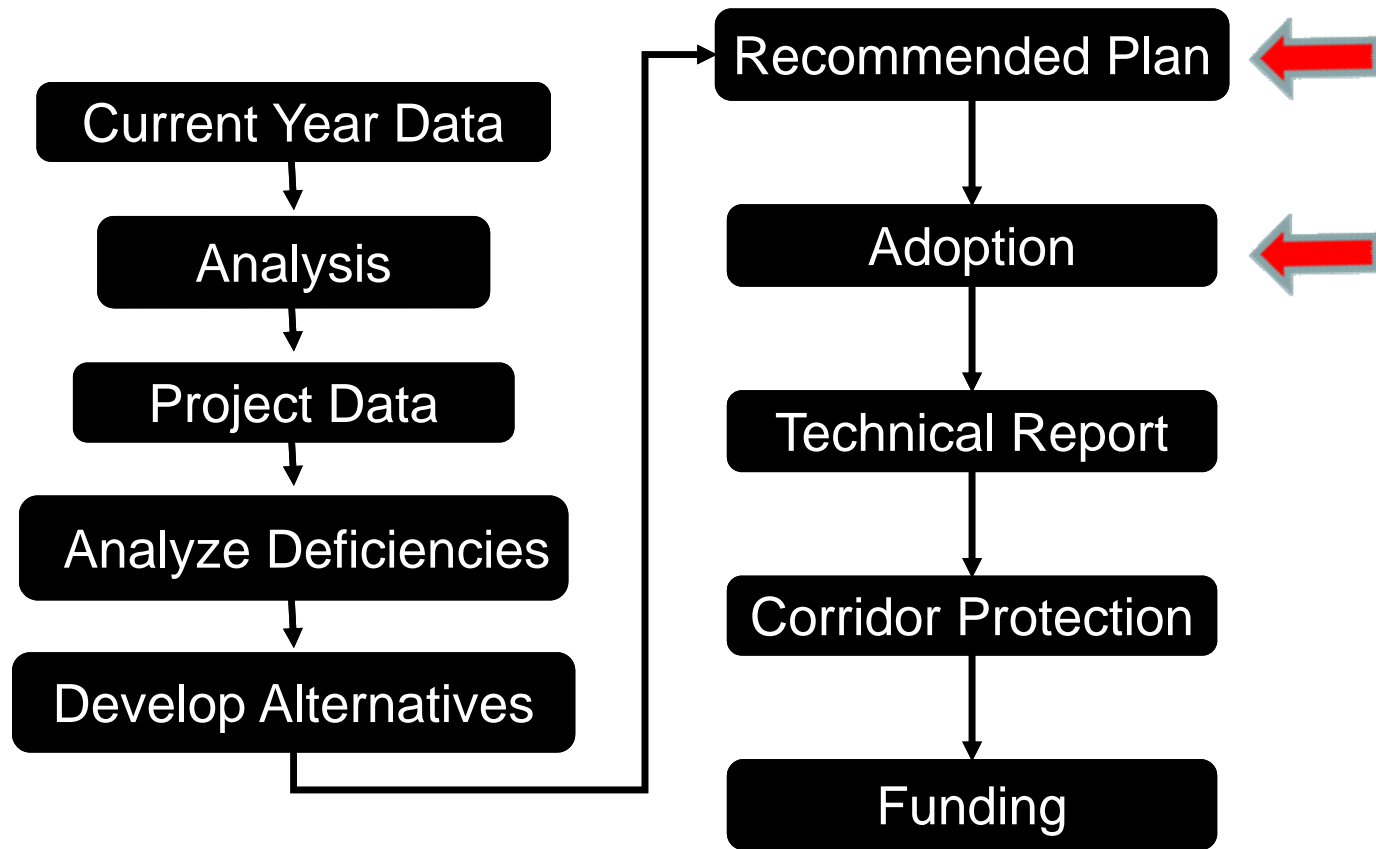 Current Year Data
Analysis
Project Data
Analyze Deficiencies
Develop Alternatives
Recommended Plan
Adoption
Technical Report
Corridor Protection
Funding